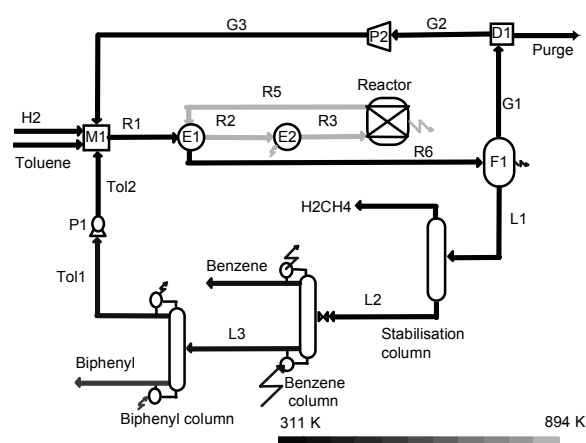 G3
P2
G2
D1
Purge
Reactor
R5
G1
H2
M1
R1
E1
R2
E2
R3
Toluene
R6
F1
Tol2
H2CH4
L1
P1
Benzene
Tol1
L2
L3
Stabilisation
column
Biphenyl
Benzene
column
Biphenyl column
311 K
894 K